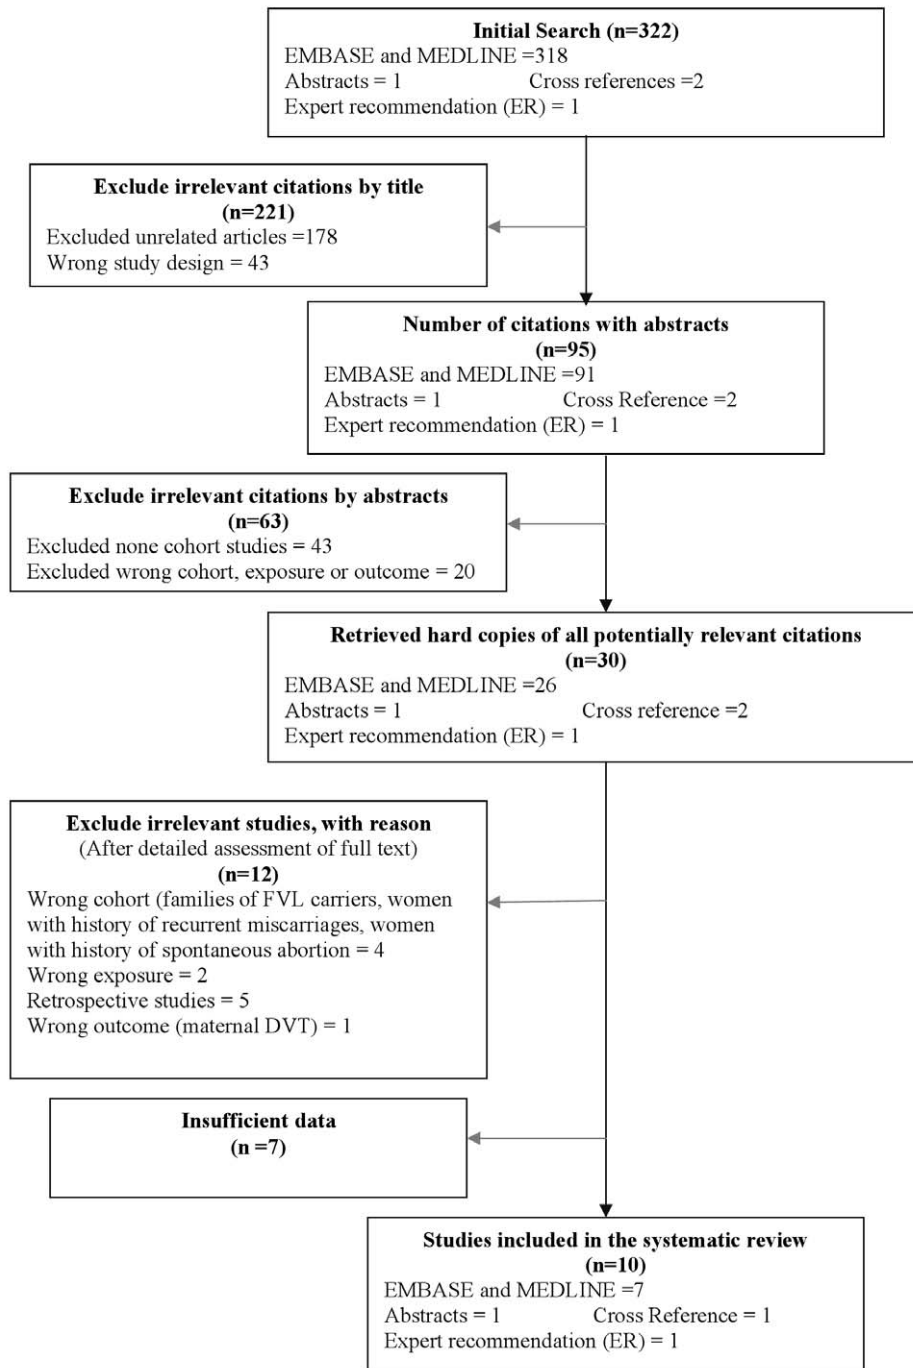 Initial Search (n=322)
EMBASE and MEDLINE =318
Abstracts = 1 Cross references =2
Expert recommendation (ER) = 1
Exclude irrelevant citations by title
(n=221)
Excluded unrelated articles =178
Wrong study design = 43
Number of citations with abstracts
(n=95)
EMBASE and MEDLINE =91
Abstracts = 1 Cross Reference =2
Expert recommendation (ER) = 1
Exclude irrelevant citations by abstracts
(n=63)
Excluded none cohort studies = 43
Excluded wrong cohort, exposure or outcome = 20
Retrieved hard copies of all potentially relevant citations
(n=30)
EMBASE and MEDLINE =26
Abstracts = 1 Cross reference =2
Expert recommendation (ER) = 1
Exclude irrelevant studies, with reason
(After detailed assessment of full text)
(n=12)
Wrong cohort (families of FVL carriers, women
with history of recurrent miscarriages, women
with history of spontaneous abortion = 4
Wrong exposure = 2
Retrospective studies = 5
Wrong outcome (maternal DVT) = 1
Insufficient data
(n =7)
Studies included in the systematic review
(n=10)
EMBASE and MEDLINE =7
Abstracts = 1 Cross Reference = 1
Expert recommendation (ER) = 1